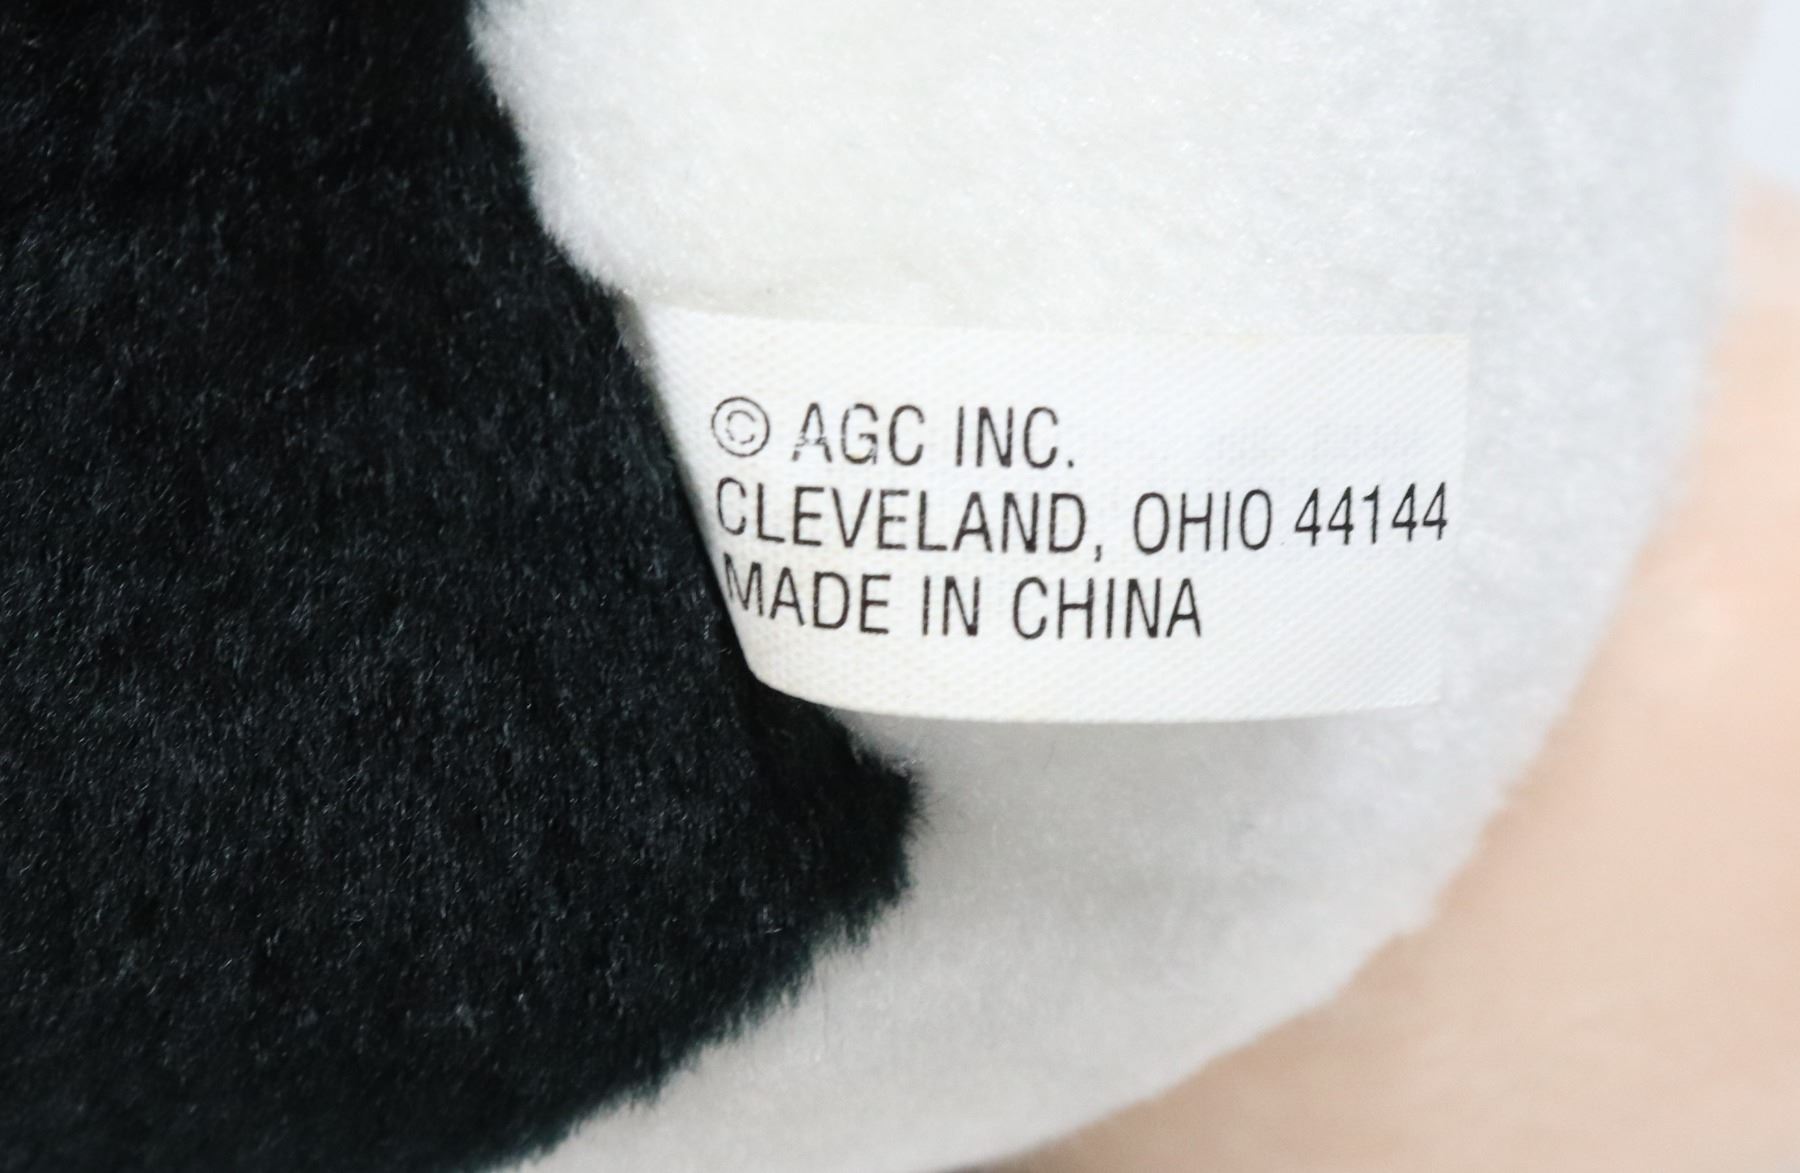 © AGC INC.
CLEVELAND, OHIO 44144
MADE IN CHINA